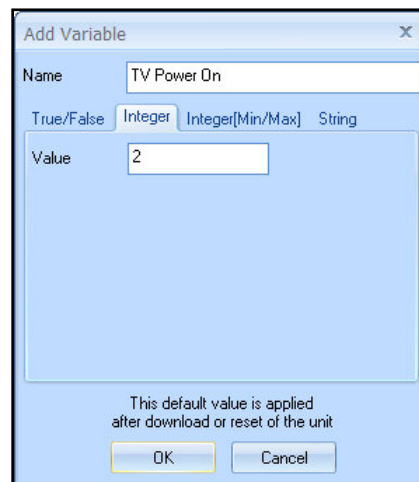 Add Variable x
Name TV Power On
True/False Integer Integer[Min/Max] String
Value 2
This default value is applied
after download or reset of the unit
OK Cancel